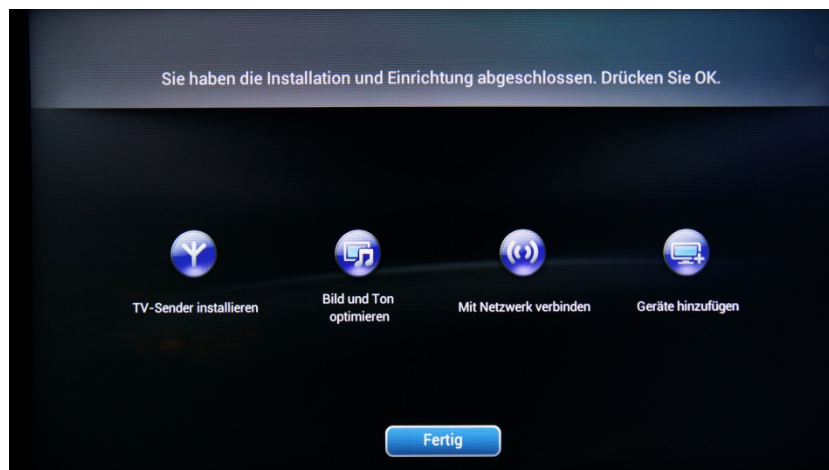 Sie haben die Installation und Einrichtung abgeschlossen. Drücken Sie OK.
TV-Sender installieren
Bild und Ton
optimieren
Mit Netzwerk verbinden
Geräte hinzufügen
Fertig